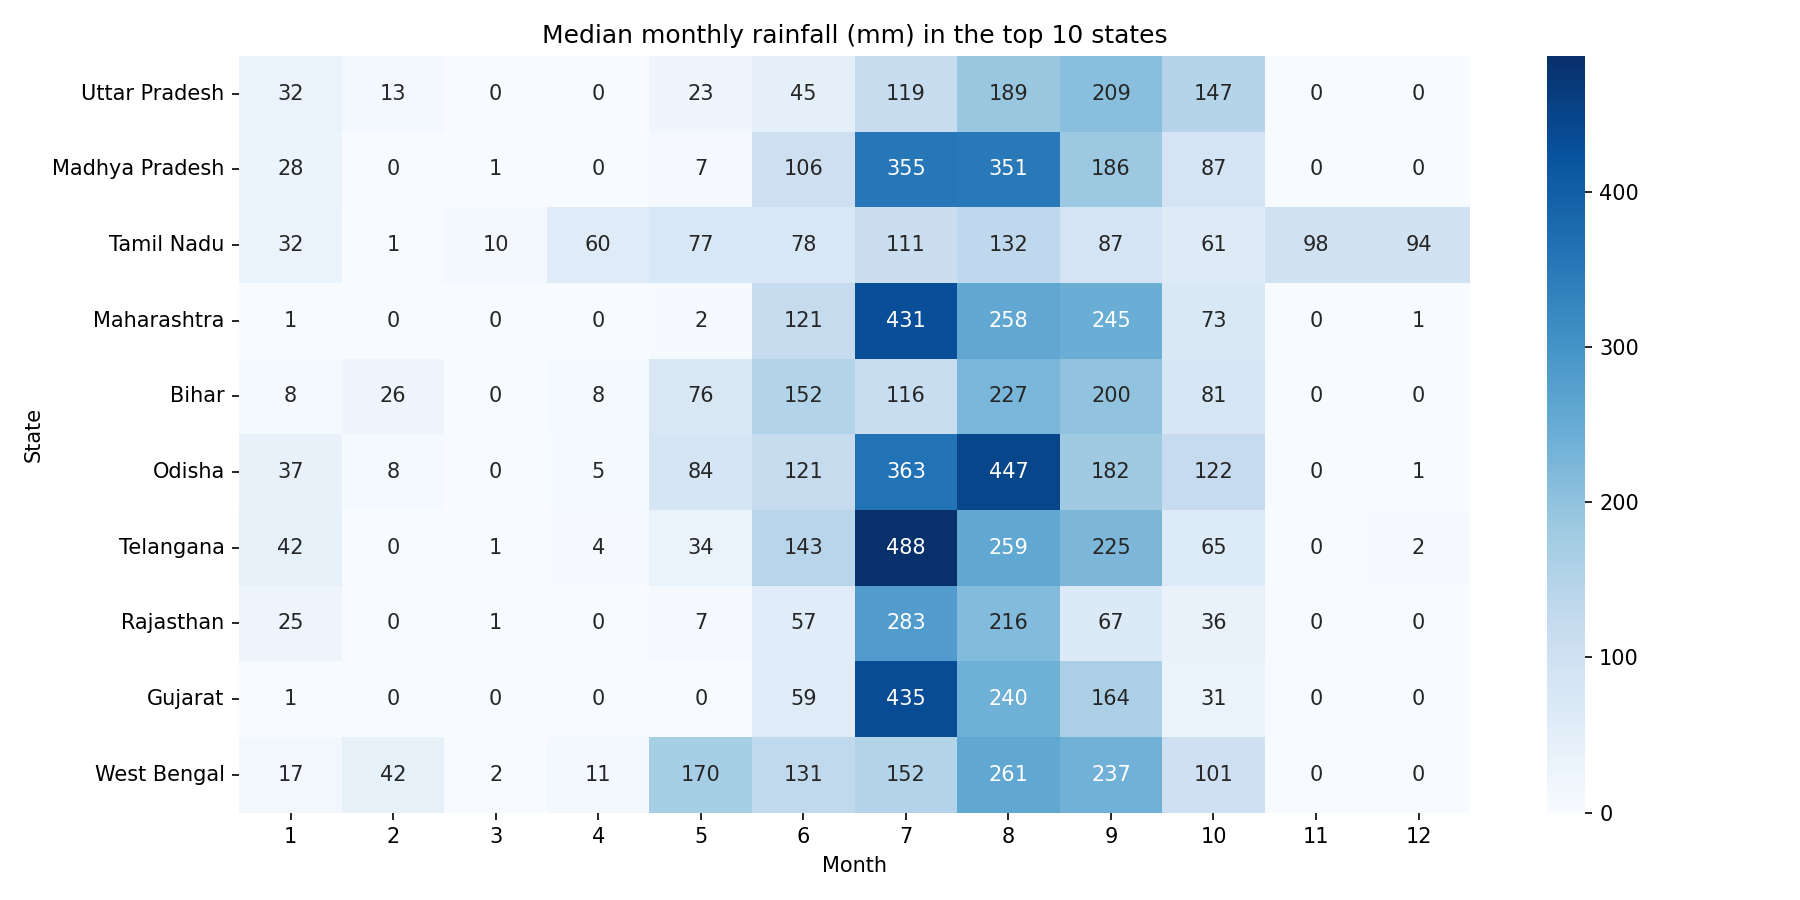 Median monthly rainfall (mm) in the top 10 states
Uttar Pradesh 32 13 0 0 23 45 119 189 209 147 0 0
Madhya Pradesh 28 0 1 0 7 106 355 351 186 87 0 0
Tamil Nadu 32 1 10 60 77 78 111 132 87 61 98 94
Maharashtra 1 0 0 0 2 121 431 258 245 73 0 1
Bihar 8 26 0 8 76 152 116 227 200 81 0 0
Odisha 37 8 0 5 84 121 363 447 182 122 0 1
Telangana 42 0 1 4 34 143 488 259 225 65 0 2
Rajasthan 25 0 1 0 7 57 283 216 67 36 0 0
Gujarat 1 0 0 0 0 59 435 240 164 31 0 0
West Bengal 17 42 2 11 170 131 152 261 237 101 0 0
1 2 3 4 5 6 7 8 9 10 11 12
Month
State
400
300
200
100
0